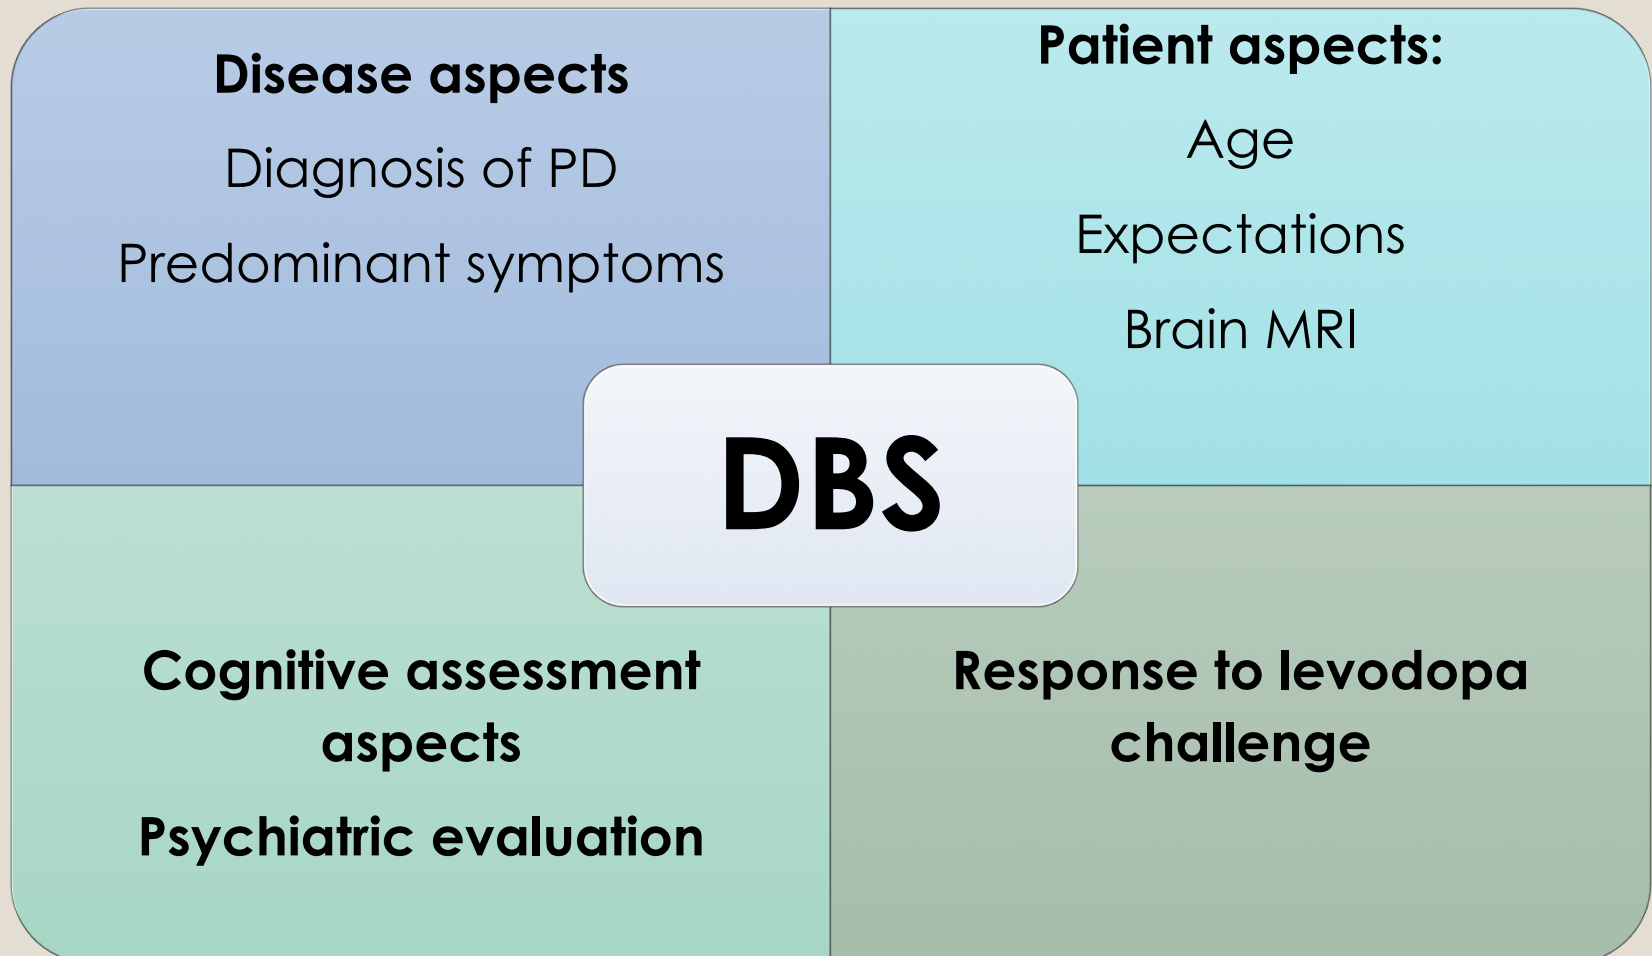 Disease aspects
Diagnosis of PD
Predominant symptoms
Patient aspects:
Age
Expectations
Brain MRI
DBS
Cognitive assessment
aspects
Psychiatric evaluation
Response to levodopa
challenge